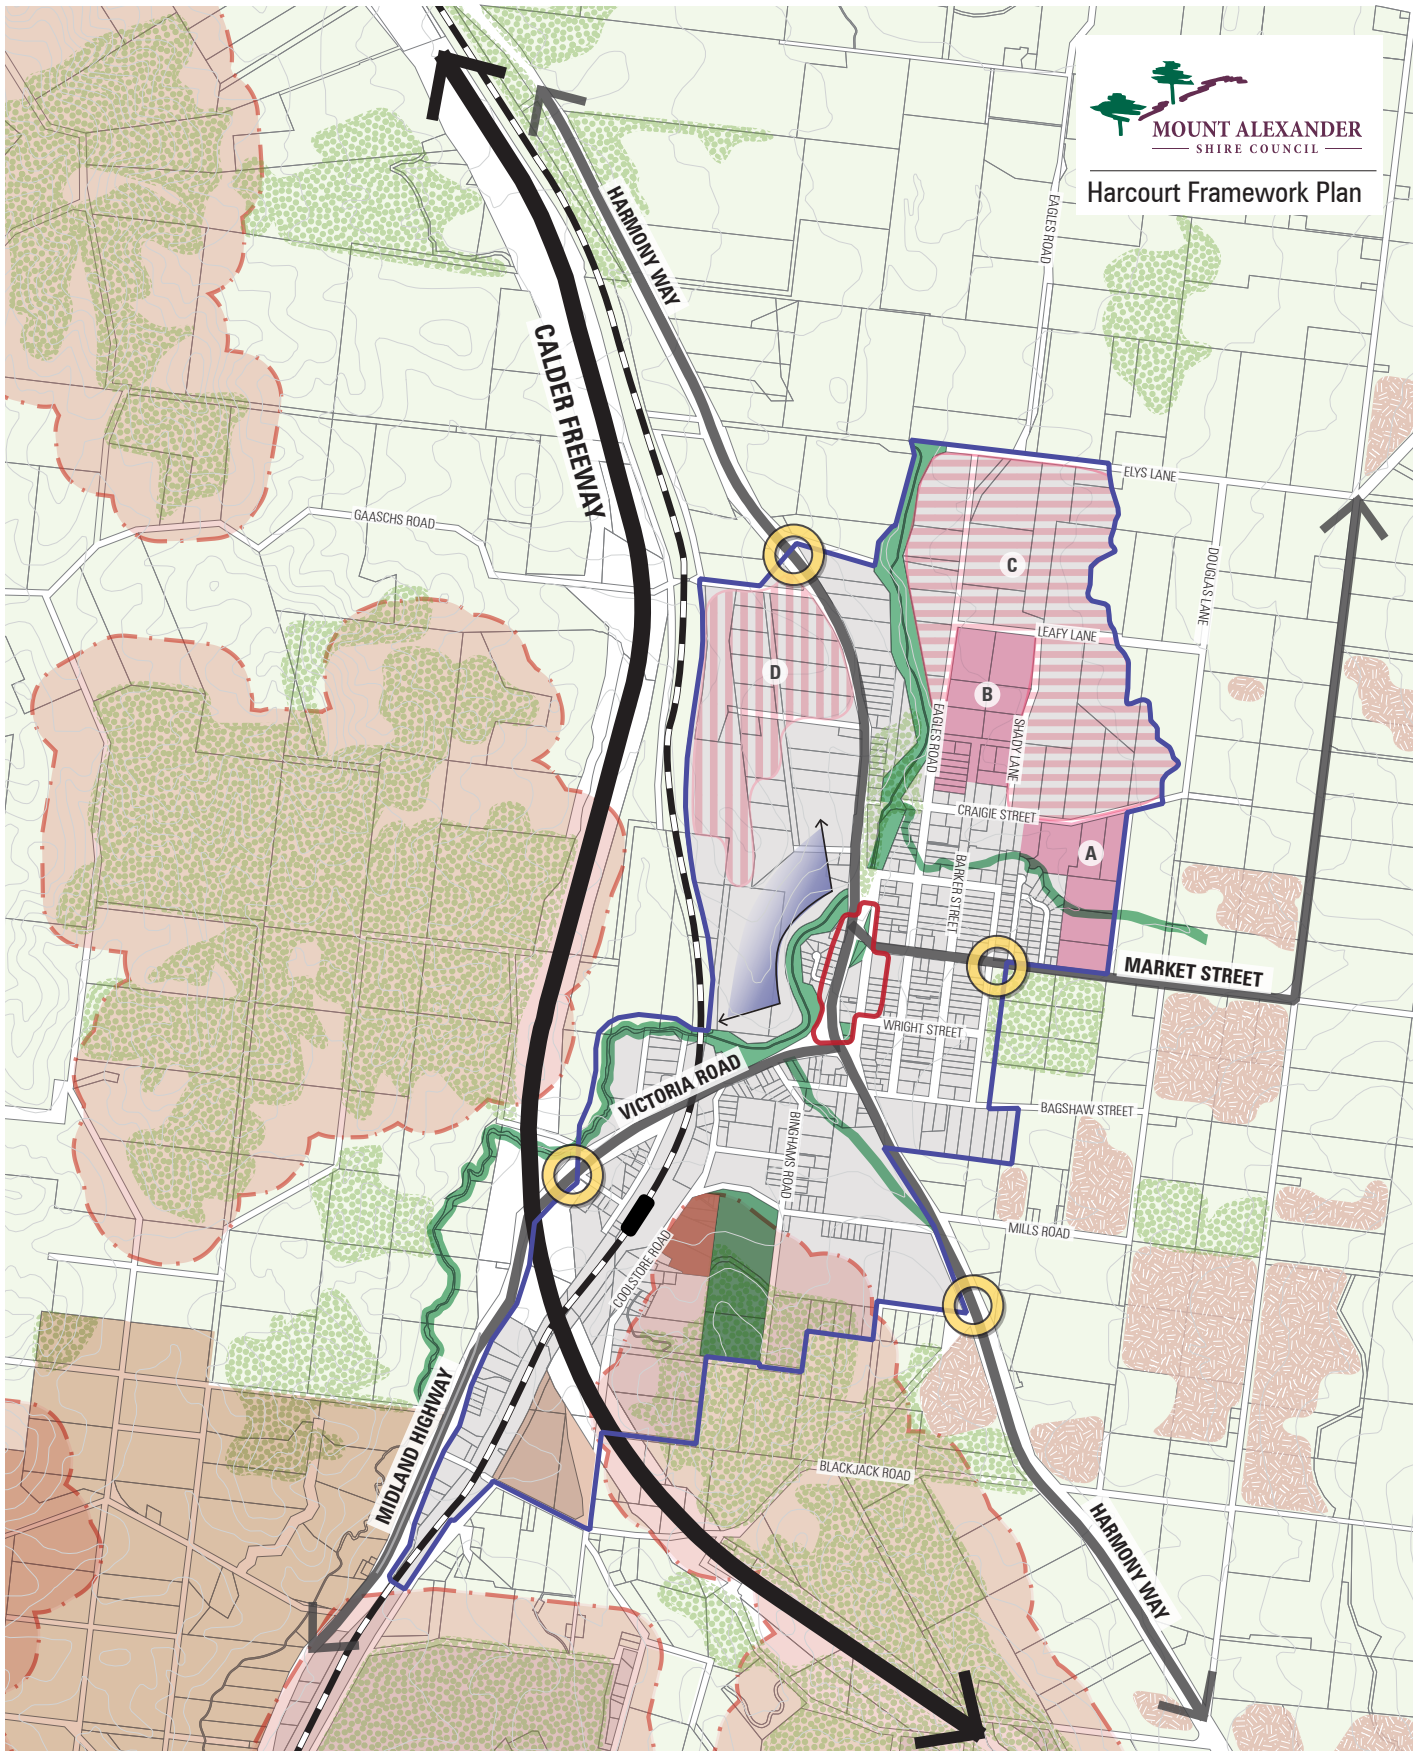 MOUNT ALEXANDER
SHIRE COUNCIL
Harcourt Framework Plan
EAGLES ROAD
HARMONY WAY
CALDER FREEWAY
ELYS LANE
GAASCHS ROAD
DOUGLAS LANE
C
LEAFY LANE
D
B
EAGLES ROAD
SHADY LANE
CRAIGIE STREET
A
BARKER STREET
MARKET STREET
WRIGHT STREET
VICTORIA ROAD
BAGSHAW STREET
BINGHAMS ROAD
MILLS ROAD
COOLSTORE ROAD
MIDLAND HIGHWAY
BLACKJACK ROAD
HARMONY WAY